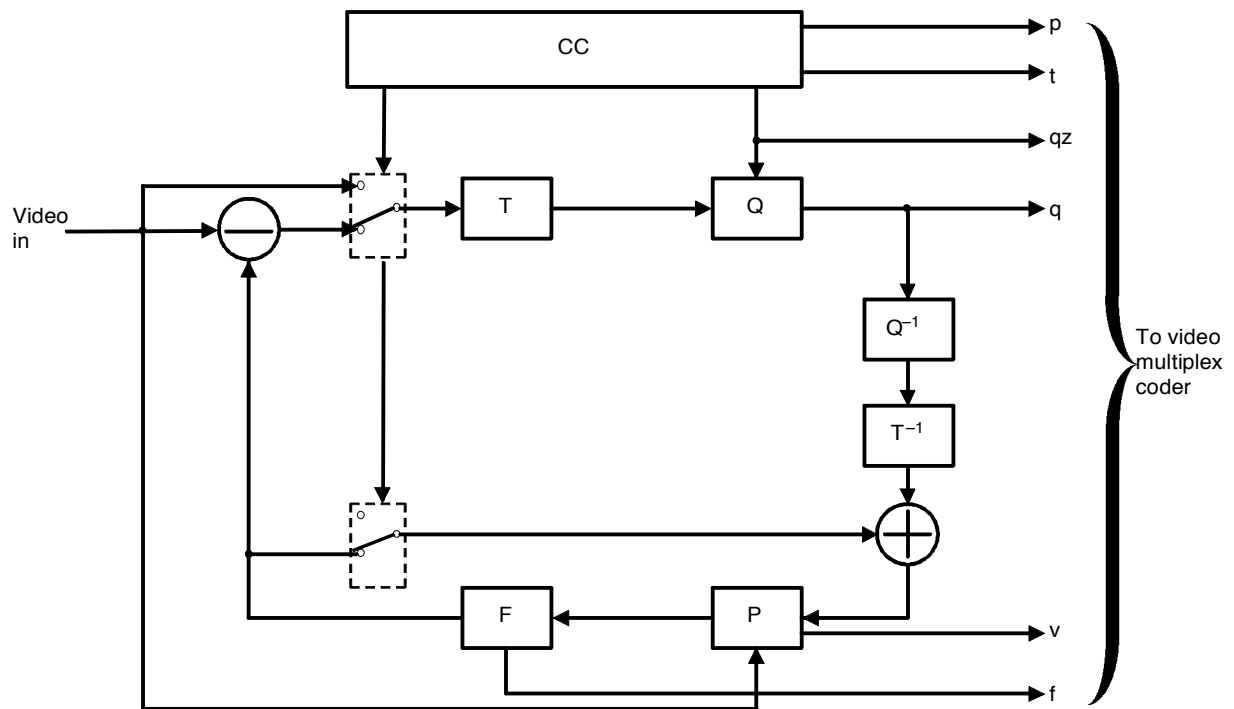 CC
p
t
qz
Video
in
T
Q
q
Q–1
T–1
To video
multiplex
coder
F
P
v
f